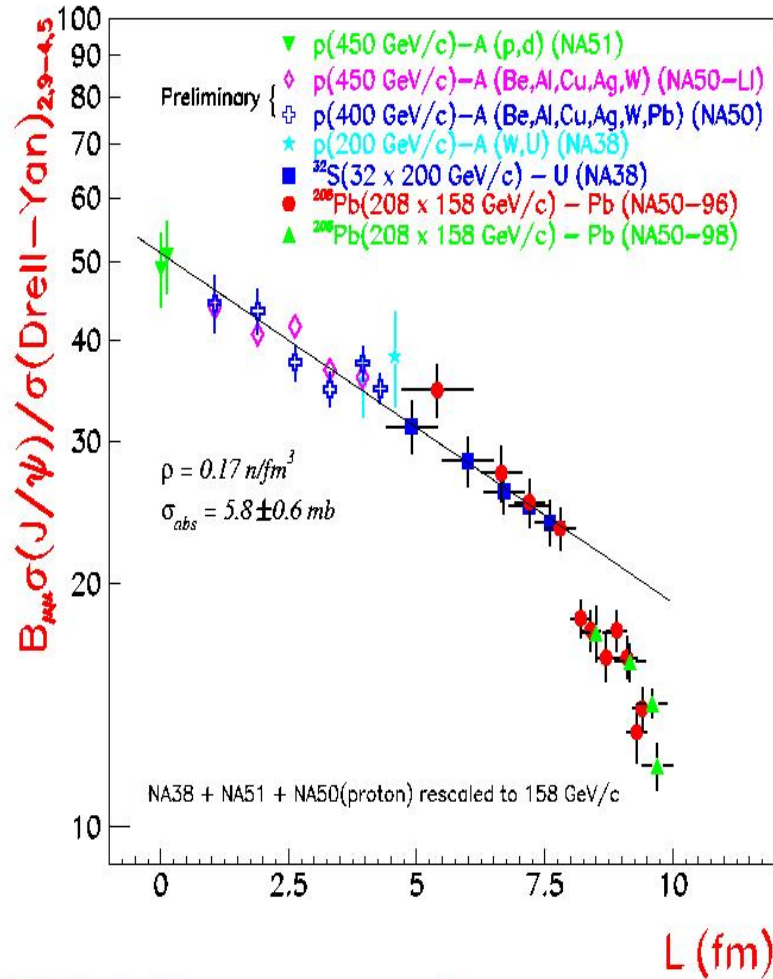 100
90
80
70
60
50
40
30
20
10
B_μμ σ(J/ψ)/σ(Drell−Yan)_2,9−4,5
p(450 GeV/c)−A (p,d) (NA51)
Preliminary {
p(450 GeV/c)−A (Be,Al,Cu,Ag,W) (NA50−LI)
p(400 GeV/c)−A (Be,Al,Cu,Ag,W,Pb) (NA50)
p(200 GeV/c)−A (W,U) (NA38)
³²S(32 x 200 GeV/c) − U (NA38)
²⁰⁸Pb(208 x 158 GeV/c) − Pb (NA50−96)
²⁰⁸Pb(208 x 158 GeV/c) − Pb (NA50−98)
ρ = 0.17 n/fm³
σ_abs = 5.8±0.6 mb
NA38 + NA51 + NA50(proton) rescaled to 158 GeV/c
0 2.5 5 7.5 10
L (fm)